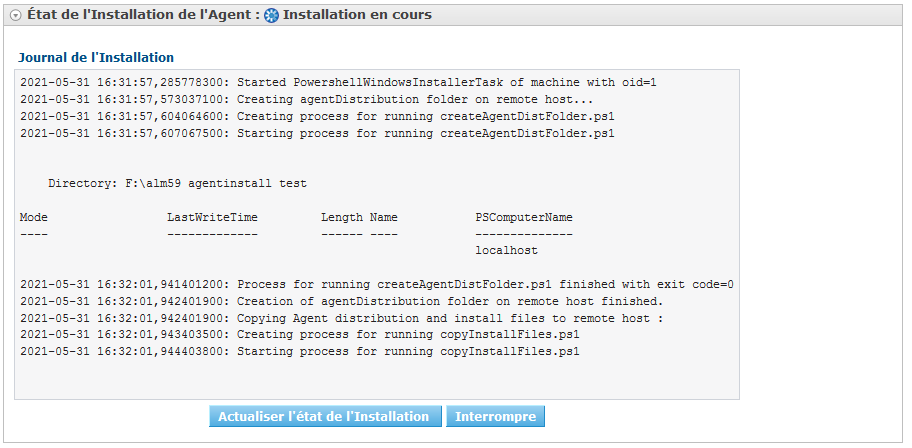 État de l'Installation de l'Agent : Installation en cours
Journal de l'Installation
2021-05-31 16:31:57,285778300: Started PowershellWindowsInstallerTask of machine with oid=1
2021-05-31 16:31:57,573037100: Creating agentDistribution folder on remote host...
2021-05-31 16:31:57,604064600: Creating process for running createAgentDistFolder.ps1
2021-05-31 16:31:57,607067500: Starting process for running createAgentDistFolder.ps1
Directory: F:\alm59 agentinstall test
Mode LastWriteTime Length Name PSComputerName
---- ------------- ------ ---- --------------
localhost
2021-05-31 16:32:01,941401200: Process for running createAgentDistFolder.ps1 finished with exit code=0
2021-05-31 16:32:01,942401900: Creation of agentDistribution folder on remote host finished.
2021-05-31 16:32:01,942401900: Copying Agent distribution and install files to remote host :
2021-05-31 16:32:01,943403500: Creating process for running copyInstallFiles.ps1
2021-05-31 16:32:01,944403800: Starting process for running copyInstallFiles.ps1
Actualiser l'état de l'Installation Interrompre